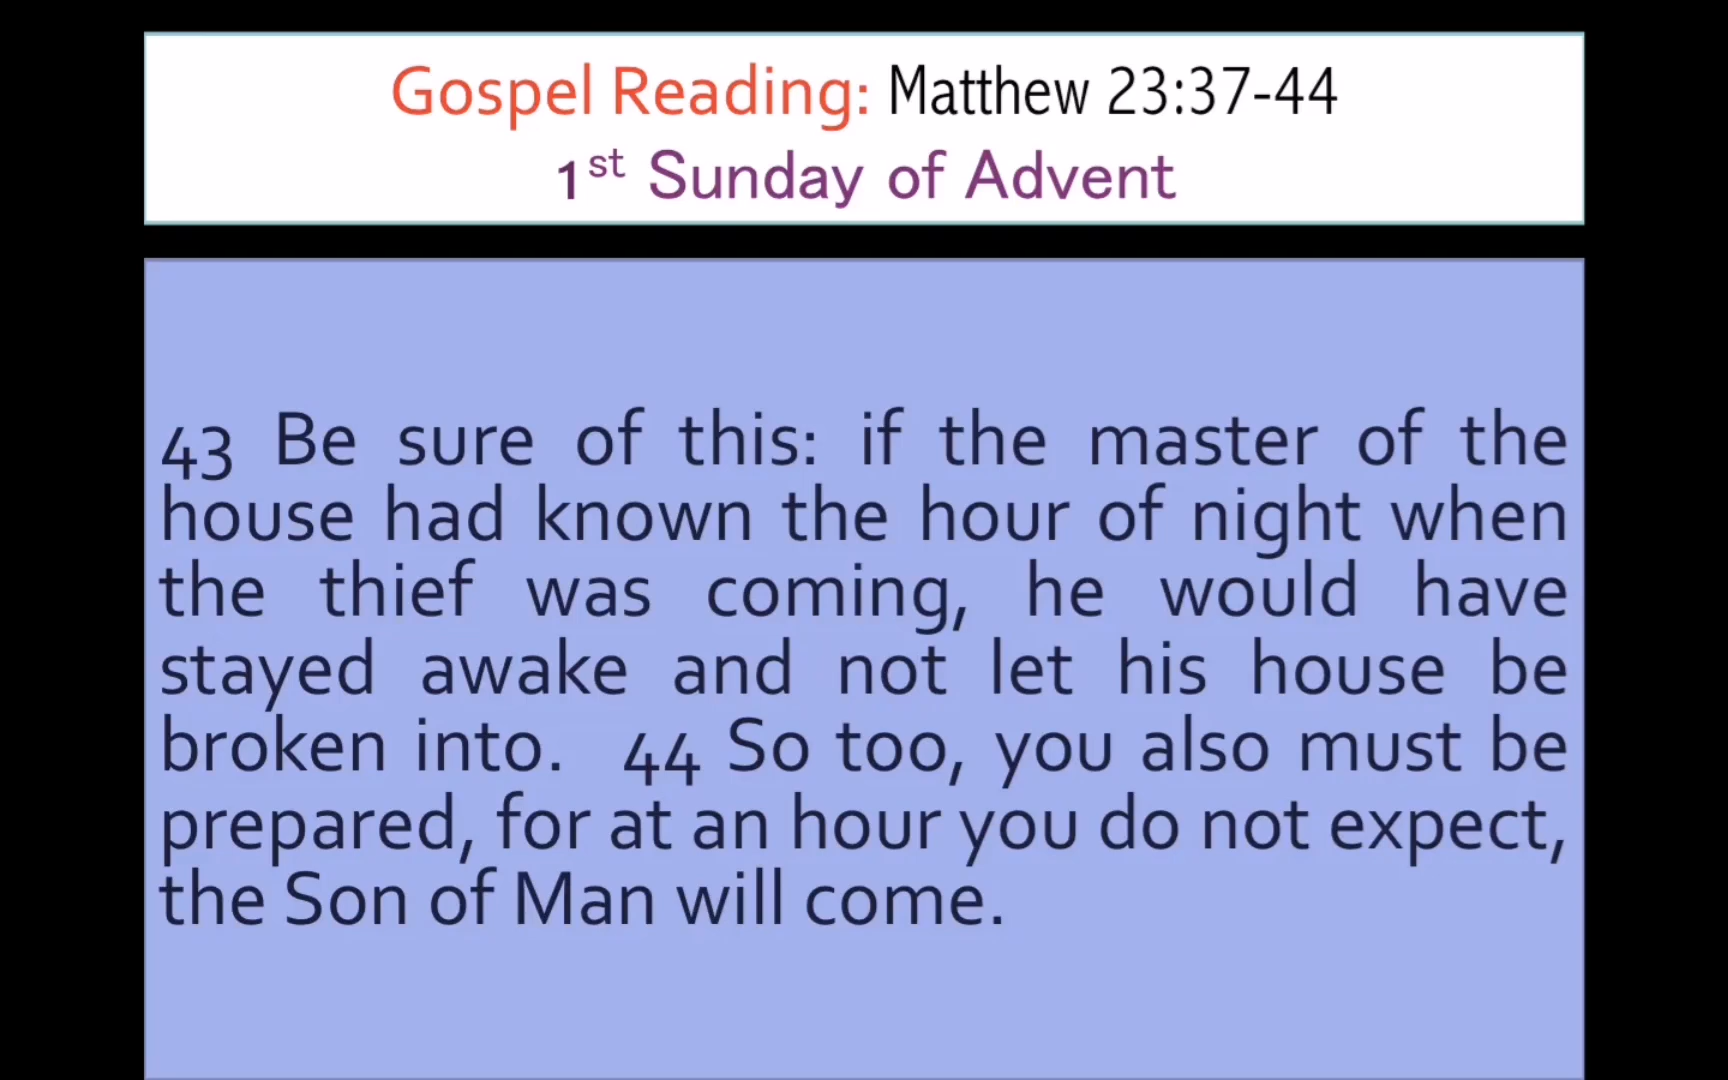 Gospel Reading: Matthew 23:37-44
1st Sunday of Advent
43 Be sure of this: if the master of the
house had known the hour of night when
the thief was coming, he would have
stayed awake and not let his house be
broken into. 44 So too, you also must be
prepared, for at an hour you do not expect,
the Son of Man will come.